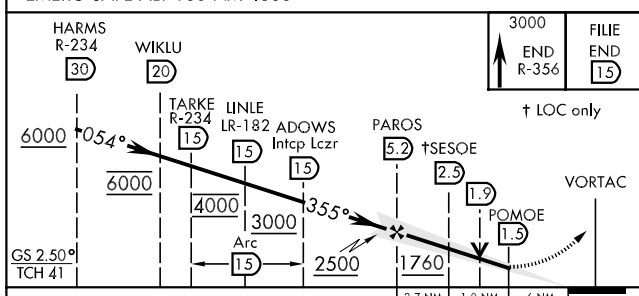 HARMS
R-234
30
WIKLU
20
TARKE
R-234
15
LINLE
LR-182
15
ADOWS
Intcp Lczr
15
PAROS
5.2
†SESOE
2.5
1.9
POMOE
1.5
VORTAC
3000
END
R-356
FILIE
END
15
† LOC only
6000
054°
6000
4000
3000
355°
2500
1760
Arc
15
GS 2.50°
TCH 41